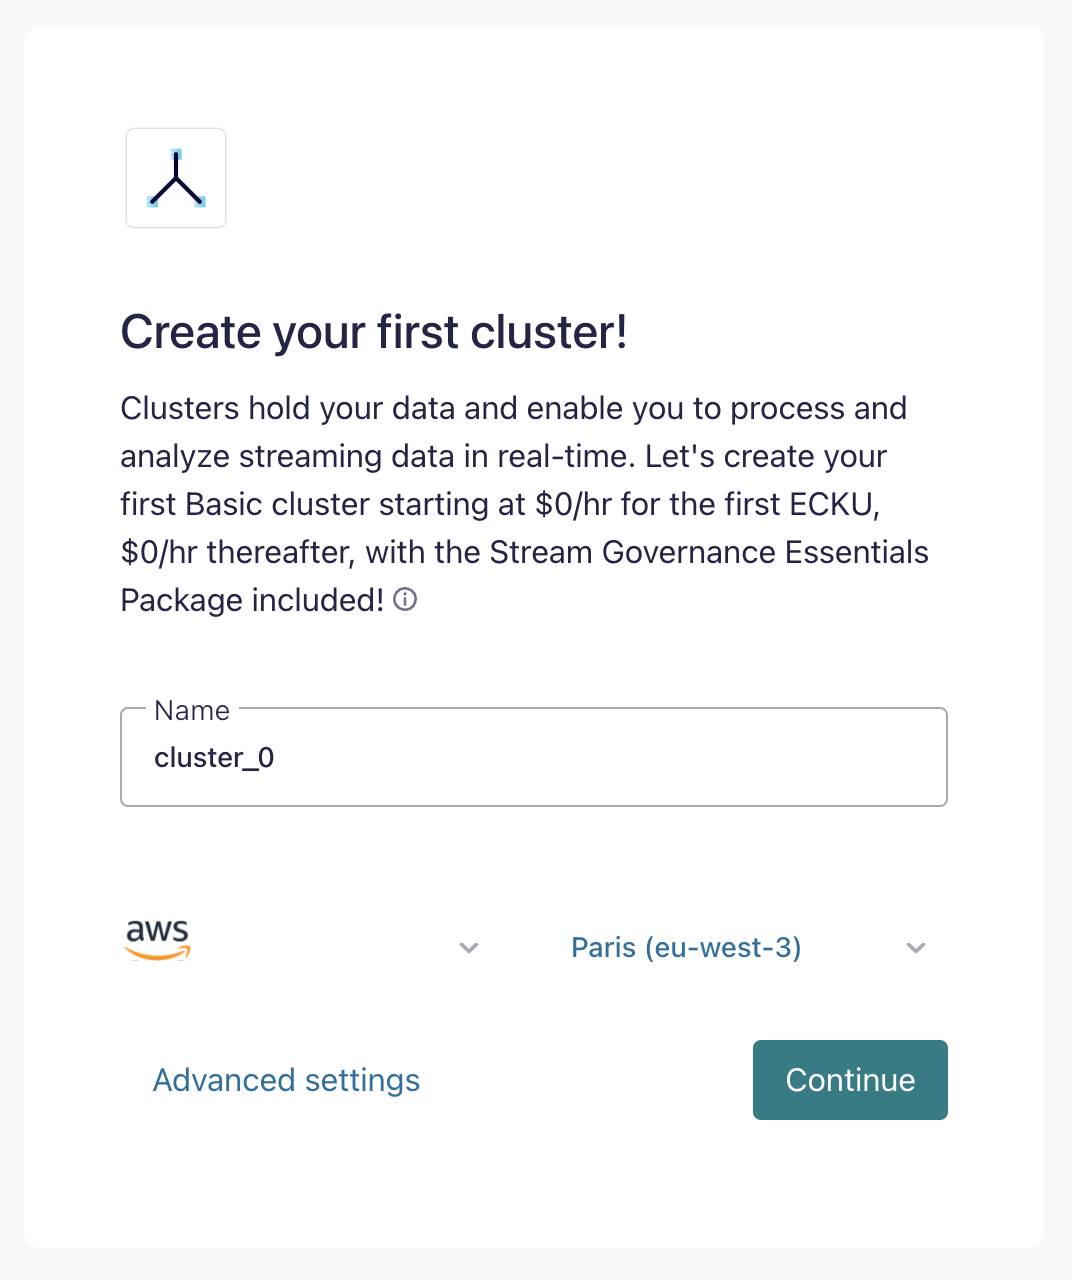 Create your first cluster!
Clusters hold your data and enable you to process and
analyze streaming data in real-time. Let's create your
first Basic cluster starting at $0/hr for the first ECKU,
$0/hr thereafter, with the Stream Governance Essentials
Package included!
Name
cluster_0
aws
Paris (eu-west-3)
Advanced settings
Continue